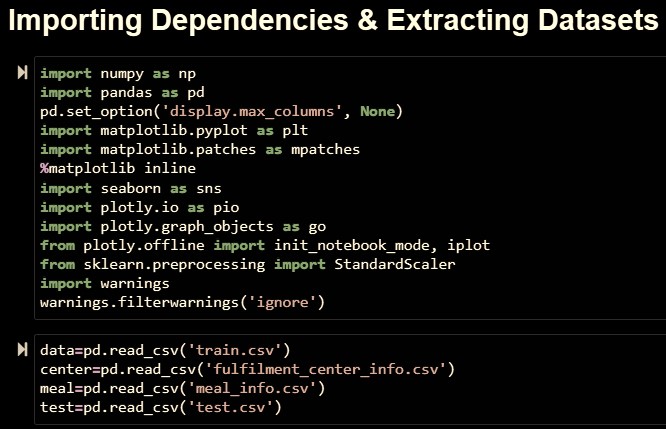 Importing Dependencies & Extracting Datasets
import numpy as np
import pandas as pd
pd.set_option('display.max_columns', None)
import matplotlib.pyplot as plt
import matplotlib.patches as mpatches
%matplotlib inline
import seaborn as sns
import plotly.io as pio
import plotly.graph_objects as go
from plotly.offline import init_notebook_mode, iplot
from sklearn.preprocessing import StandardScaler
import warnings
warnings.filterwarnings('ignore')
data=pd.read_csv('train.csv')
center=pd.read_csv('fulfilment_center_info.csv')
meal=pd.read_csv('meal_info.csv')
test=pd.read_csv('test.csv')